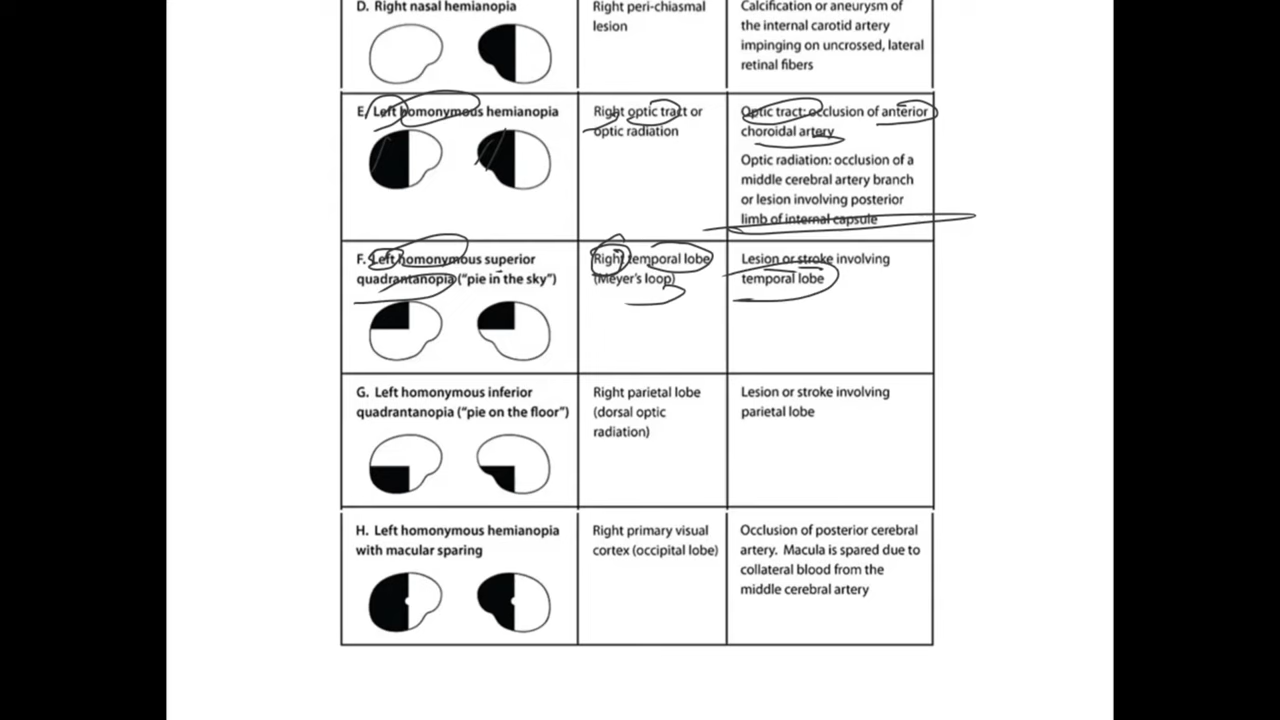 D. Right nasal hemianopia
Right peri-chiasmal
lesion
Calcification or aneurysm of
the internal carotid artery
impinging on uncrossed, lateral
retinal fibers
E. Left homonymous hemianopia
Right optic tract or
optic radiation
Optic tract: occlusion of anterior
choroidal artery
Optic radiation: occlusion of a
middle cerebral artery branch
or lesion involving posterior
limb of internal capsule
F. Left homonymous superior
quadrantanopia ("pie in the sky")
Right temporal lobe
(Meyer's loop)
Lesion or stroke involving
temporal lobe
G. Left homonymous inferior
quadrantanopia ("pie on the floor")
Right parietal lobe
(dorsal optic
radiation)
Lesion or stroke involving
parietal lobe
H. Left homonymous hemianopia
with macular sparing
Right primary visual
cortex (occipital lobe)
Occlusion of posterior cerebral
artery. Macula is spared due to
collateral blood from the
middle cerebral artery